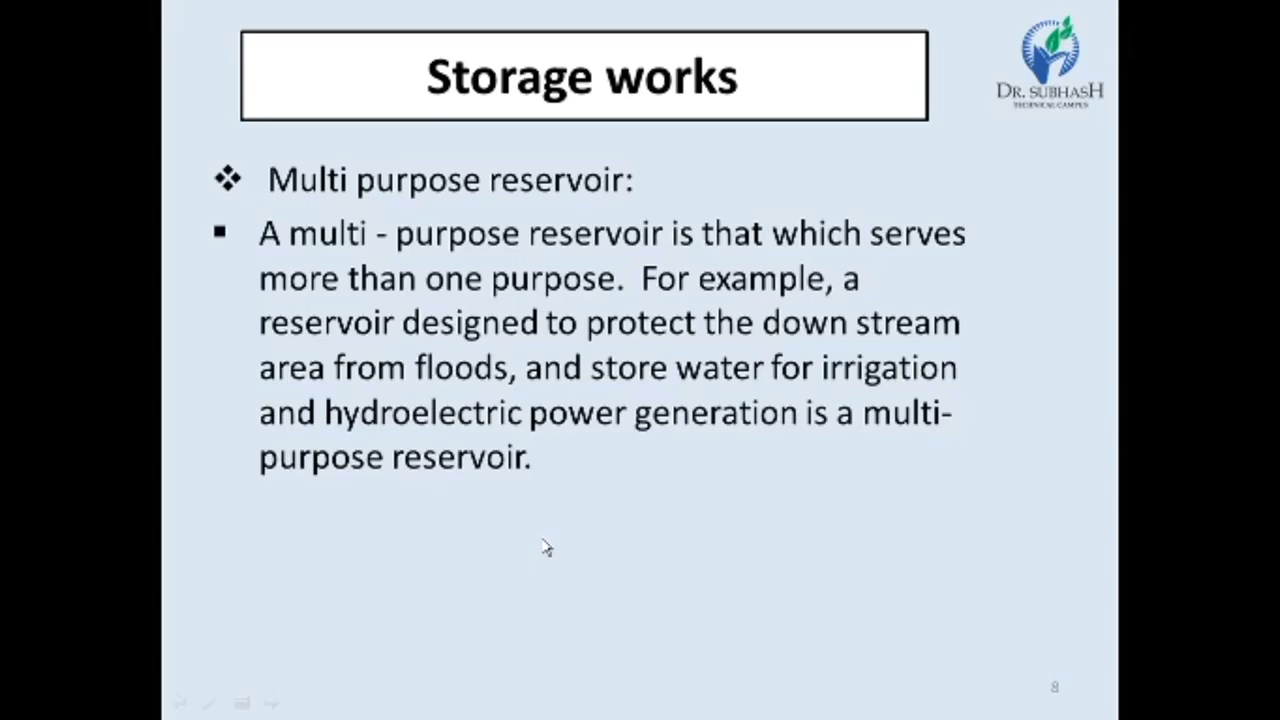 Storage works
DR. SUBHASH
TECHNICAL CAMPUS
❖ Multi purpose reservoir:
▪ A multi - purpose reservoir is that which serves
more than one purpose. For example, a
reservoir designed to protect the down stream
area from floods, and store water for irrigation
and hydroelectric power generation is a multi-
purpose reservoir.
8